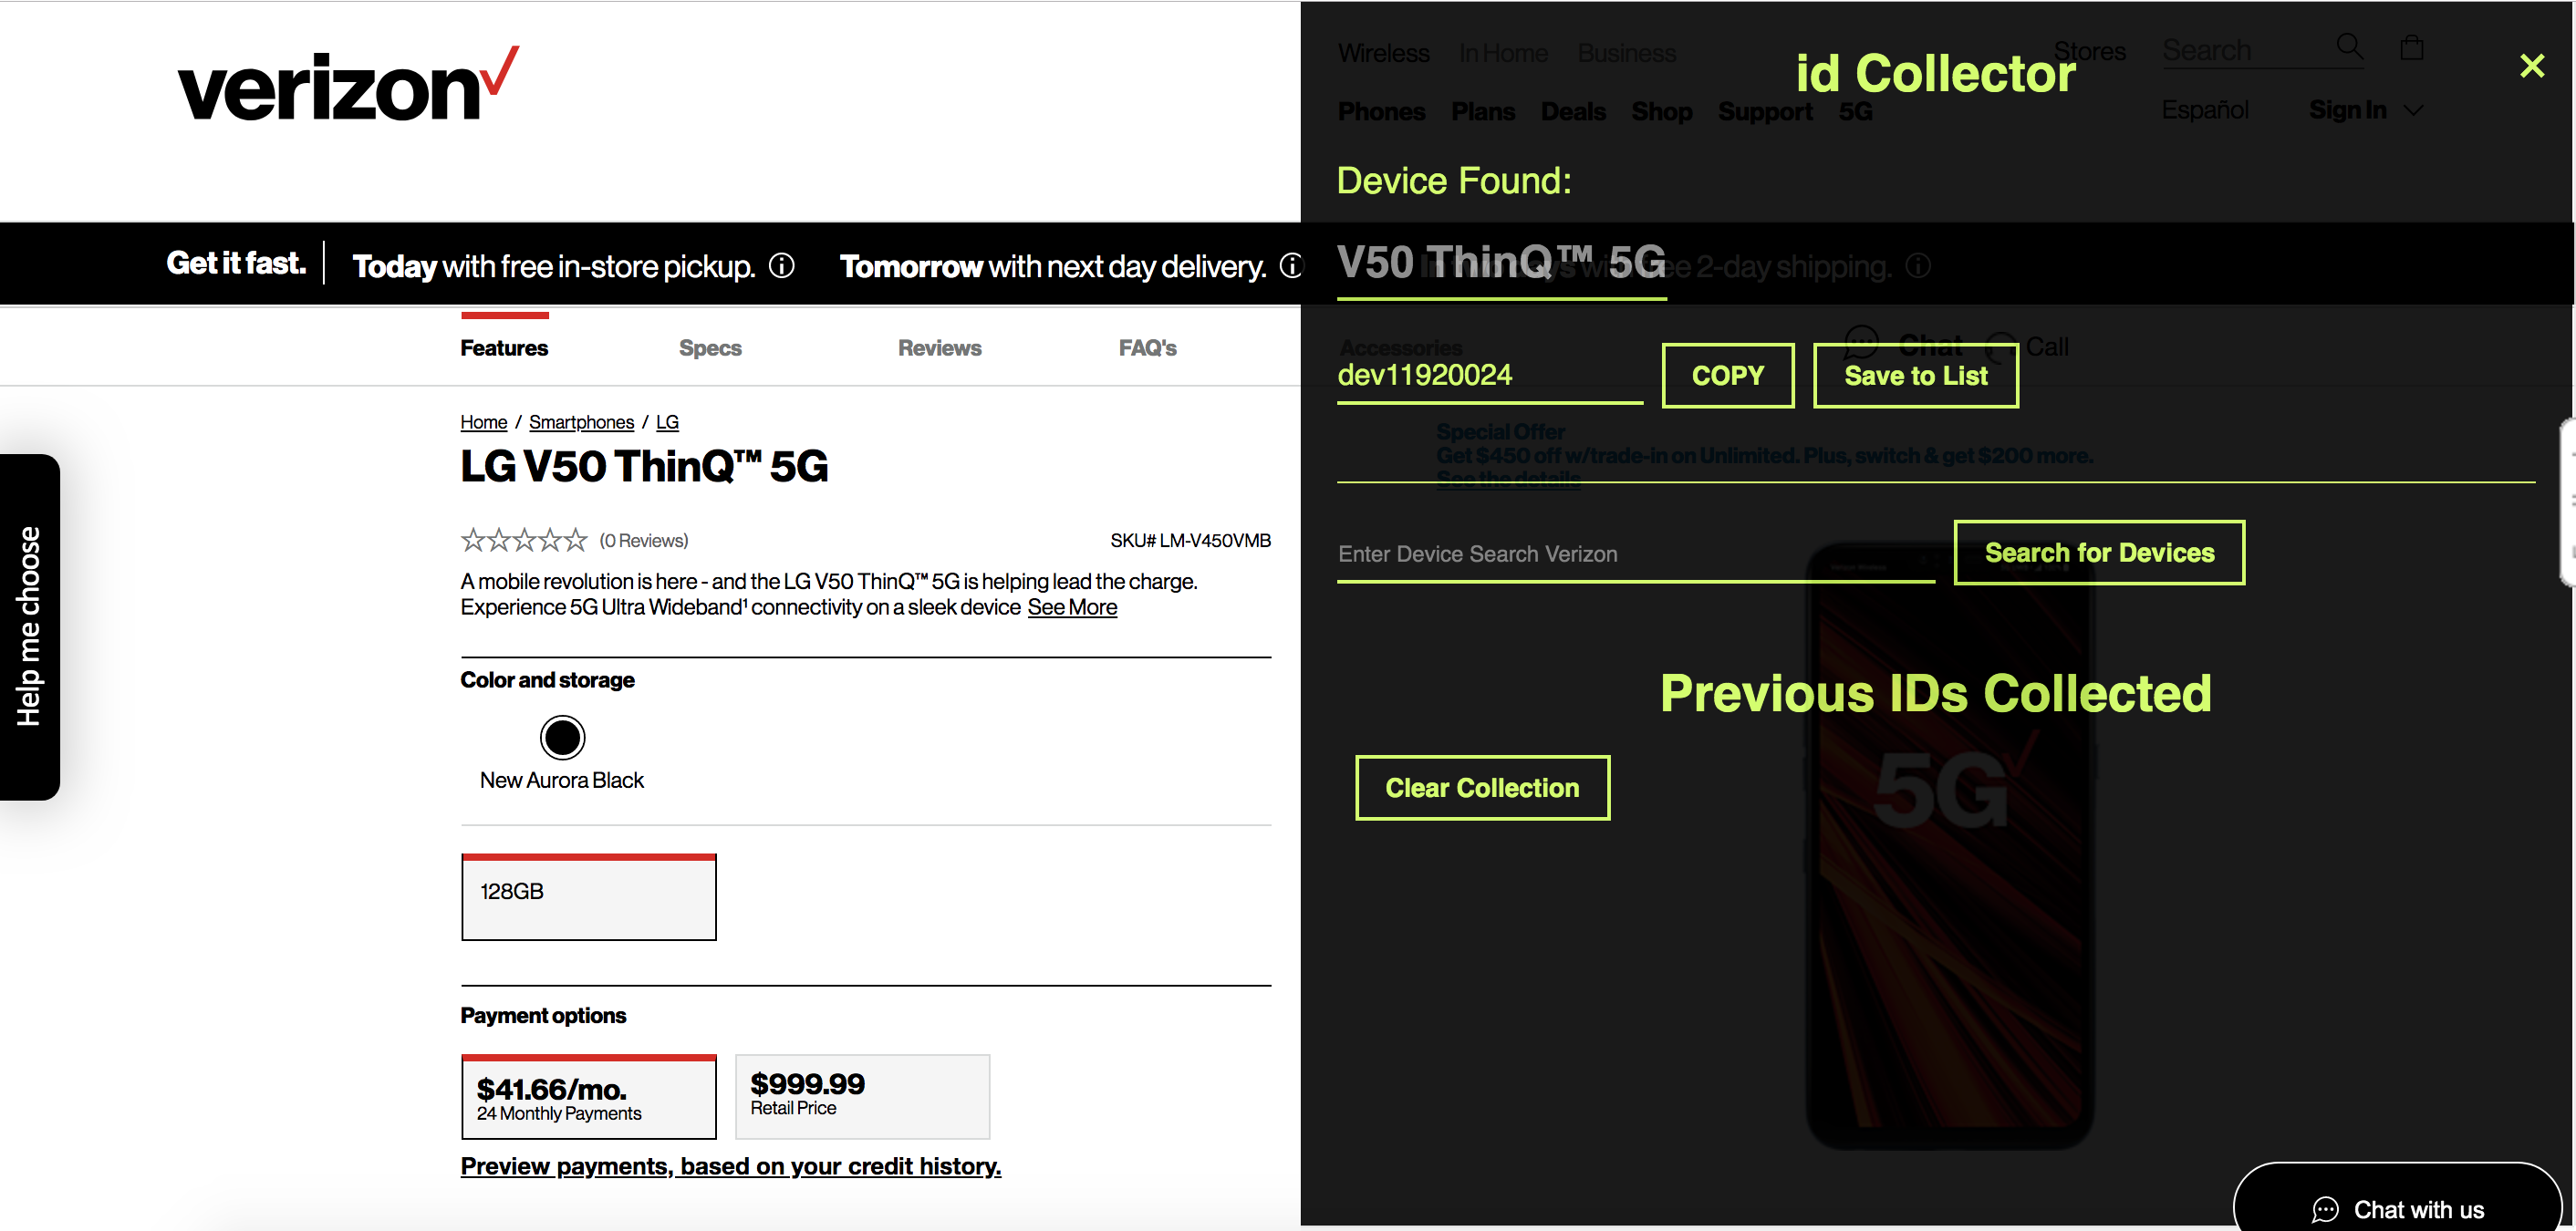 verizon
Wireless In Home Business
Stores
Search
id Collector
Phones Plans Deals Shop Support 5G
Español
Sign In
Device Found:
Get it fast.
Today with free in-store pickup.
Tomorrow with next day delivery.
V50 ThinQ™ 5G
In two days with free 2-day shipping.
Features
Specs
Reviews
FAQ's
Accessories
Chat
Call
dev11920024
COPY
Save to List
Home / Smartphones / LG
LG V50 ThinQ™ 5G
Special Offer
Get $450 off w/trade-in on Unlimited. Plus, switch & get $200 more.
See the details
(0 Reviews)
SKU# LM-V450VMB
Enter Device Search Verizon
Search for Devices
A mobile revolution is here - and the LG V50 ThinQ™ 5G is helping lead the charge.
Experience 5G Ultra Wideband¹ connectivity on a sleek device See More
Help me choose
Color and storage
Previous IDs Collected
New Aurora Black
Clear Collection
5G
128GB
Payment options
$41.66/mo.
24 Monthly Payments
$999.99
Retail Price
Preview payments, based on your credit history.
Chat with us